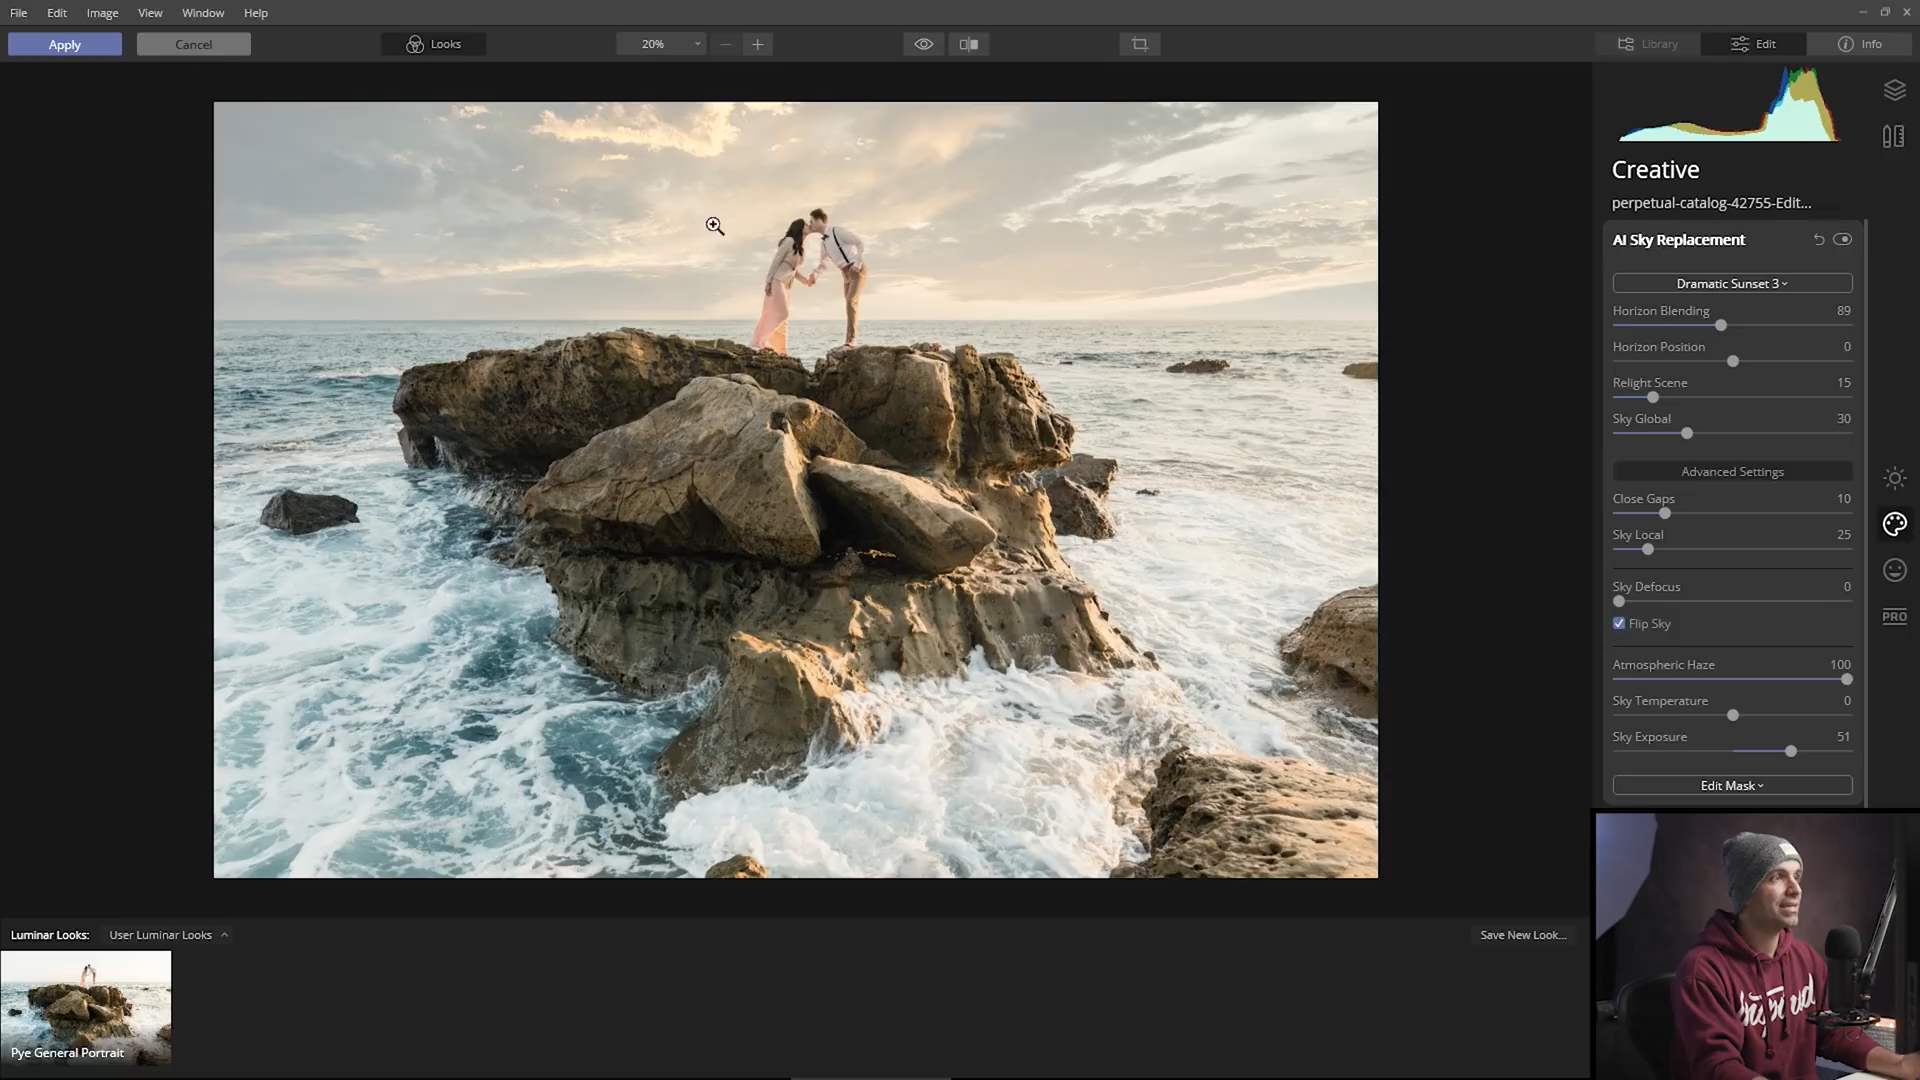 File Edit Image View Window Help
Apply Cancel Looks 20% Library Edit Info
Creative
perpetual-catalog-42755-Edit...
AI Sky Replacement
Dramatic Sunset 3
Horizon Blending 89
Horizon Position 0
Relight Scene 15
Sky Global 30
Advanced Settings
Close Gaps 10
Sky Local 25
Sky Defocus 0
Flip Sky
PRO
Atmospheric Haze 100
Sky Temperature 0
Sky Exposure 51
Edit Mask
Luminar Looks: User Luminar Looks Save New Look...
Pye General Portrait